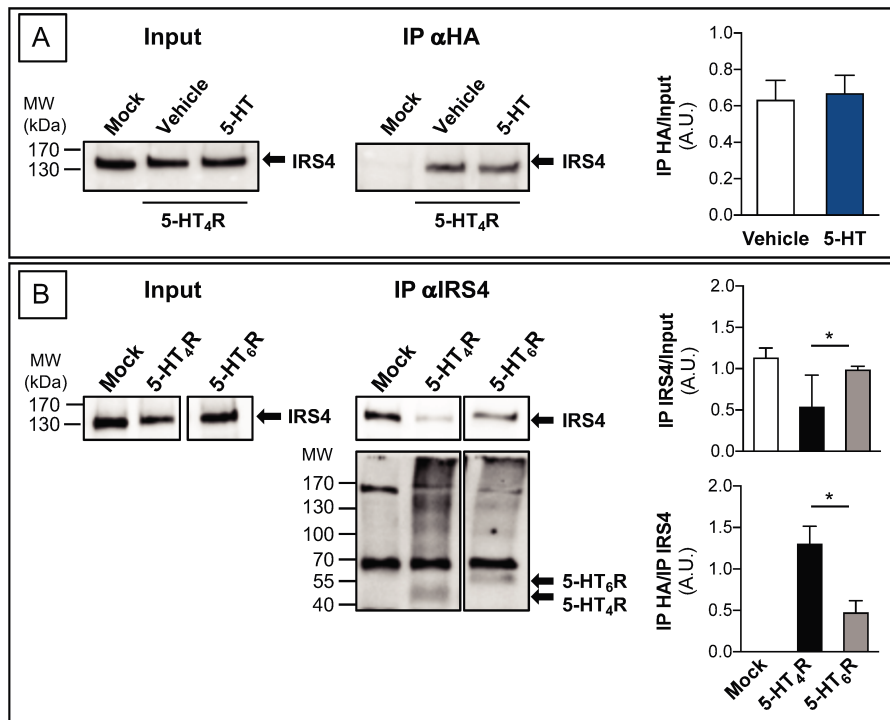 A
Input
IP αHA
MW
(kDa)
Mock
Vehicle
5-HT
170
130
IRS4
5-HT4R
Mock
Vehicle
5-HT
IRS4
5-HT4R
IP HA/Input
(A.U.)
1.0
0.8
0.6
0.4
0.2
0.0
Vehicle 5-HT
B
Input
IP αIRS4
MW
(kDa)
Mock
5-HT4R
5-HT6R
170
130
IRS4
Mock
5-HT4R
5-HT6R
IRS4
MW
170
130
100
70
55
40
5-HT6R
5-HT4R
IP IRS4/Input
(A.U.)
2.0
1.5
1.0
0.5
0.0
*
IP HA/IP IRS4
(A.U.)
2.0
1.5
1.0
0.5
0.0
*
Mock
5-HT4R
5-HT6R